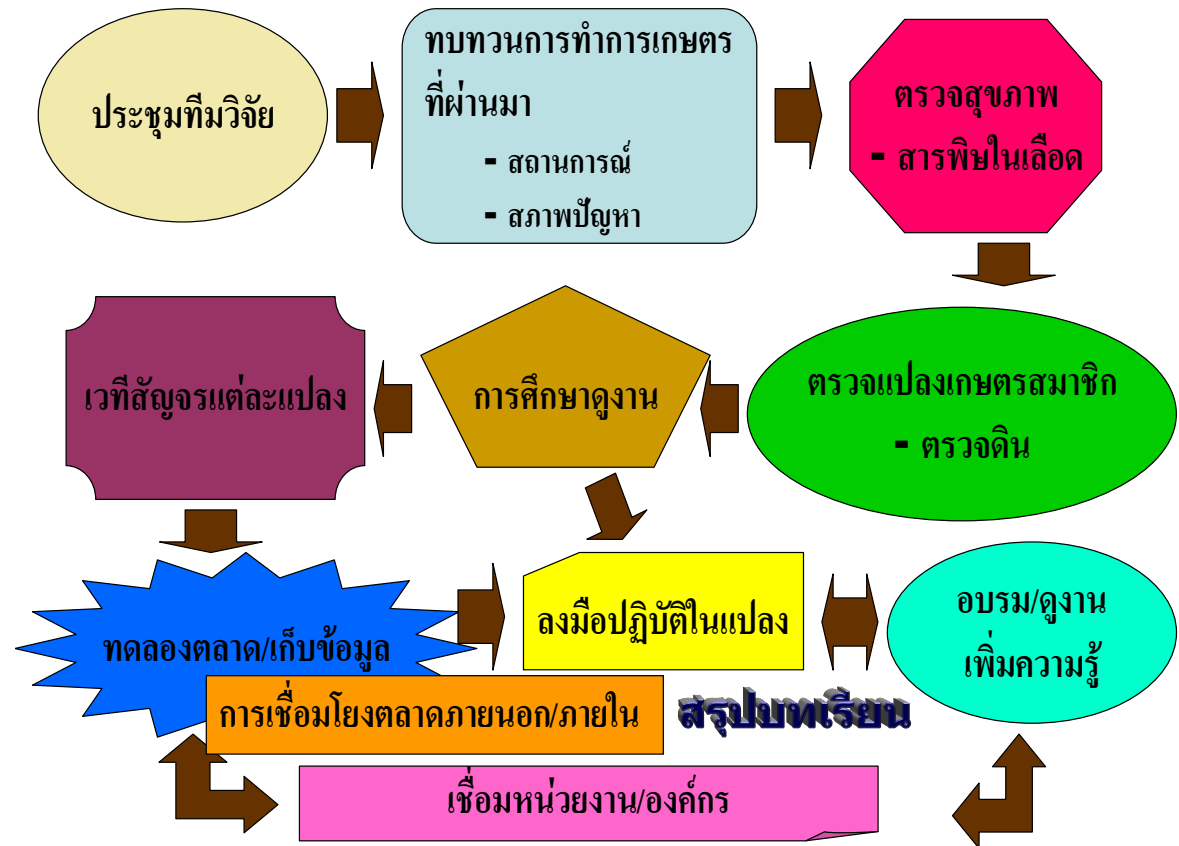 ประชุมทีมวิจัย
ทบทวนการทำการเกษตร
ที่ผ่านมา
- สถานการณ์
- สภาพปัญหา
ตรวจสุขภาพ
- สารพิษในเลือด
เวทีสัญจรแต่ละแปลง
การศึกษาดูงาน
ตรวจแปลงเกษตรสมาชิก
- ตรวจดิน
ทดลองตลาด/เก็บข้อมูล
ลงมือปฏิบัติในแปลง
อบรม/ดูงาน
เพิ่มความรู้
การเชื่อมโยงตลาดภายนอก/ภายใน
สรุปบทเรียน
เชื่อมหน่วยงาน/องค์กร